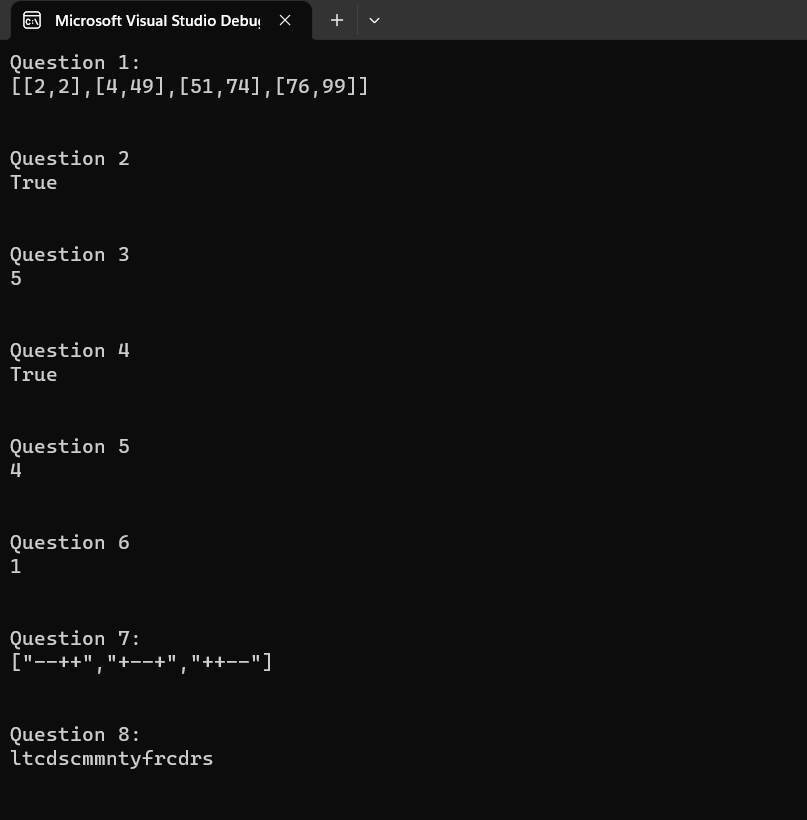 Microsoft Visual Studio Debu
Question 1:
[[2,2],[4,49],[51,74],[76,99]]
Question 2
True
Question 3
5
Question 4
True
Question 5
4
Question 6
1
Question 7:
["--++","+--+","++--"]
Question 8:
ltcdscmmntyfrcdrs